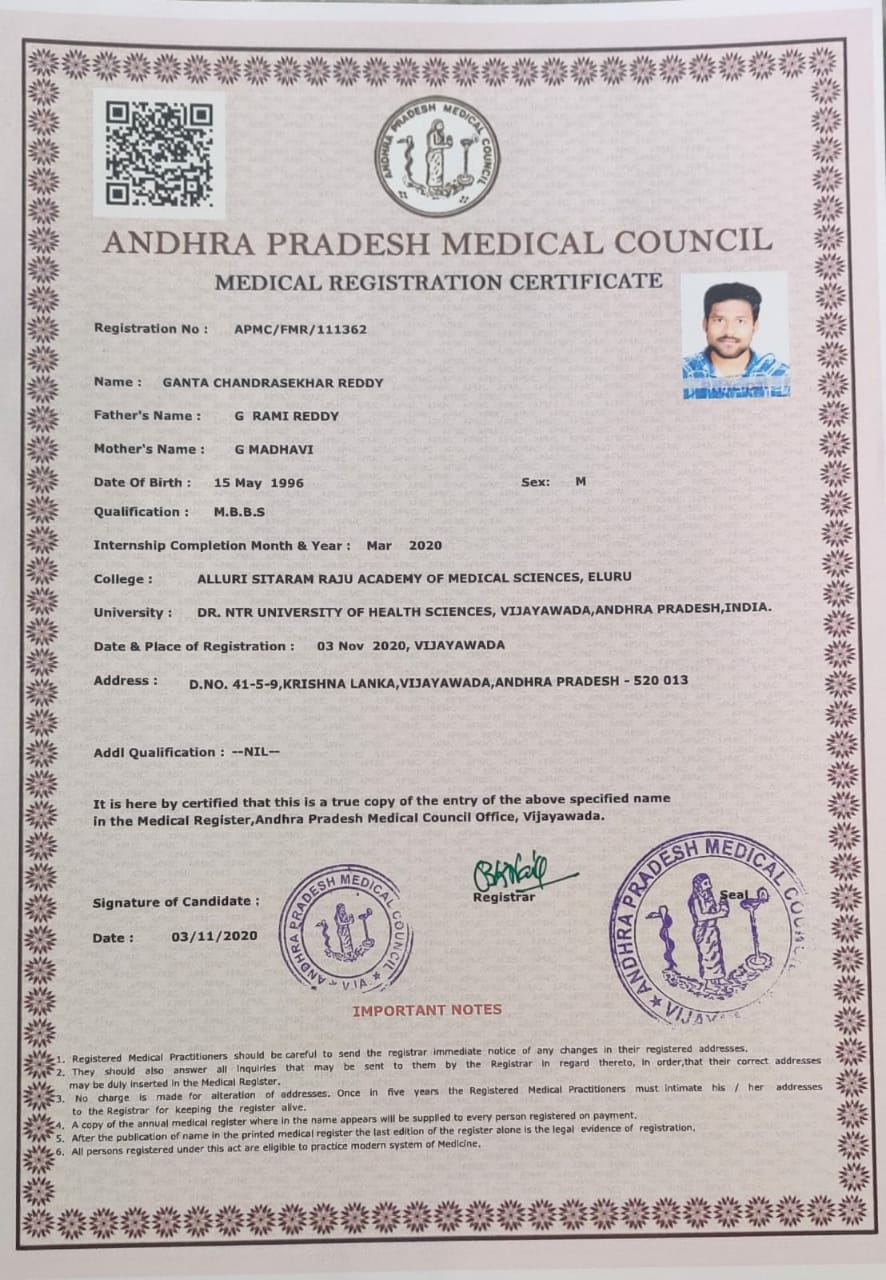 ANDHRA PRADESH MEDICAL COUNCIL
ANDHRA PRADESH MEDICAL COUNCIL
MEDICAL REGISTRATION CERTIFICATE
Registration No : APMC/FMR/111362
Name : GANTA CHANDRASEKHAR REDDY
Father's Name : G RAMI REDDY
Mother's Name : G MADHAVI
Date Of Birth : 15 May 1996 Sex: M
Qualification : M.B.B.S
Internship Completion Month & Year : Mar 2020
College : ALLURI SITARAM RAJU ACADEMY OF MEDICAL SCIENCES, ELURU
University : DR. NTR UNIVERSITY OF HEALTH SCIENCES, VIJAYAWADA,ANDHRA PRADESH,INDIA.
Date & Place of Registration : 03 Nov 2020, VIJAYAWADA
Address : D.NO. 41-5-9,KRISHNA LANKA,VIJAYAWADA,ANDHRA PRADESH - 520 013
Addl Qualification : --NIL--
It is here by certified that this is a true copy of the entry of the above specified name
in the Medical Register,Andhra Pradesh Medical Council Office, Vijayawada.
Signature of Candidate :
ANDHRA PRADESH MEDICAL COUNCIL
VJA.
Registrar
Seal
ANDHRA PRADESH MEDICAL COUNCIL
Date : 03/11/2020
IMPORTANT NOTES
1. Registered Medical Practitioners should be careful to send the registrar immediate notice of any changes in their registered addresses.
2. They should also answer all inquiries that may be sent to them by the Registrar in regard thereto, in order,that their correct addresses
may be duly inserted in the Medical Register.
3. No charge is made for alteration of addresses. Once in five years the Registered Medical Practitioners must intimate his / her addresses
to the Registrar for keeping the register alive.
4. A copy of the annual medical register where in the name appears will be supplied to every person registered on payment.
5. After the publication of name in the printed medical register the last edition of the register alone is the legal evidence of registration.
6. All persons registered under this act are eligible to practice modern system of Medicine.